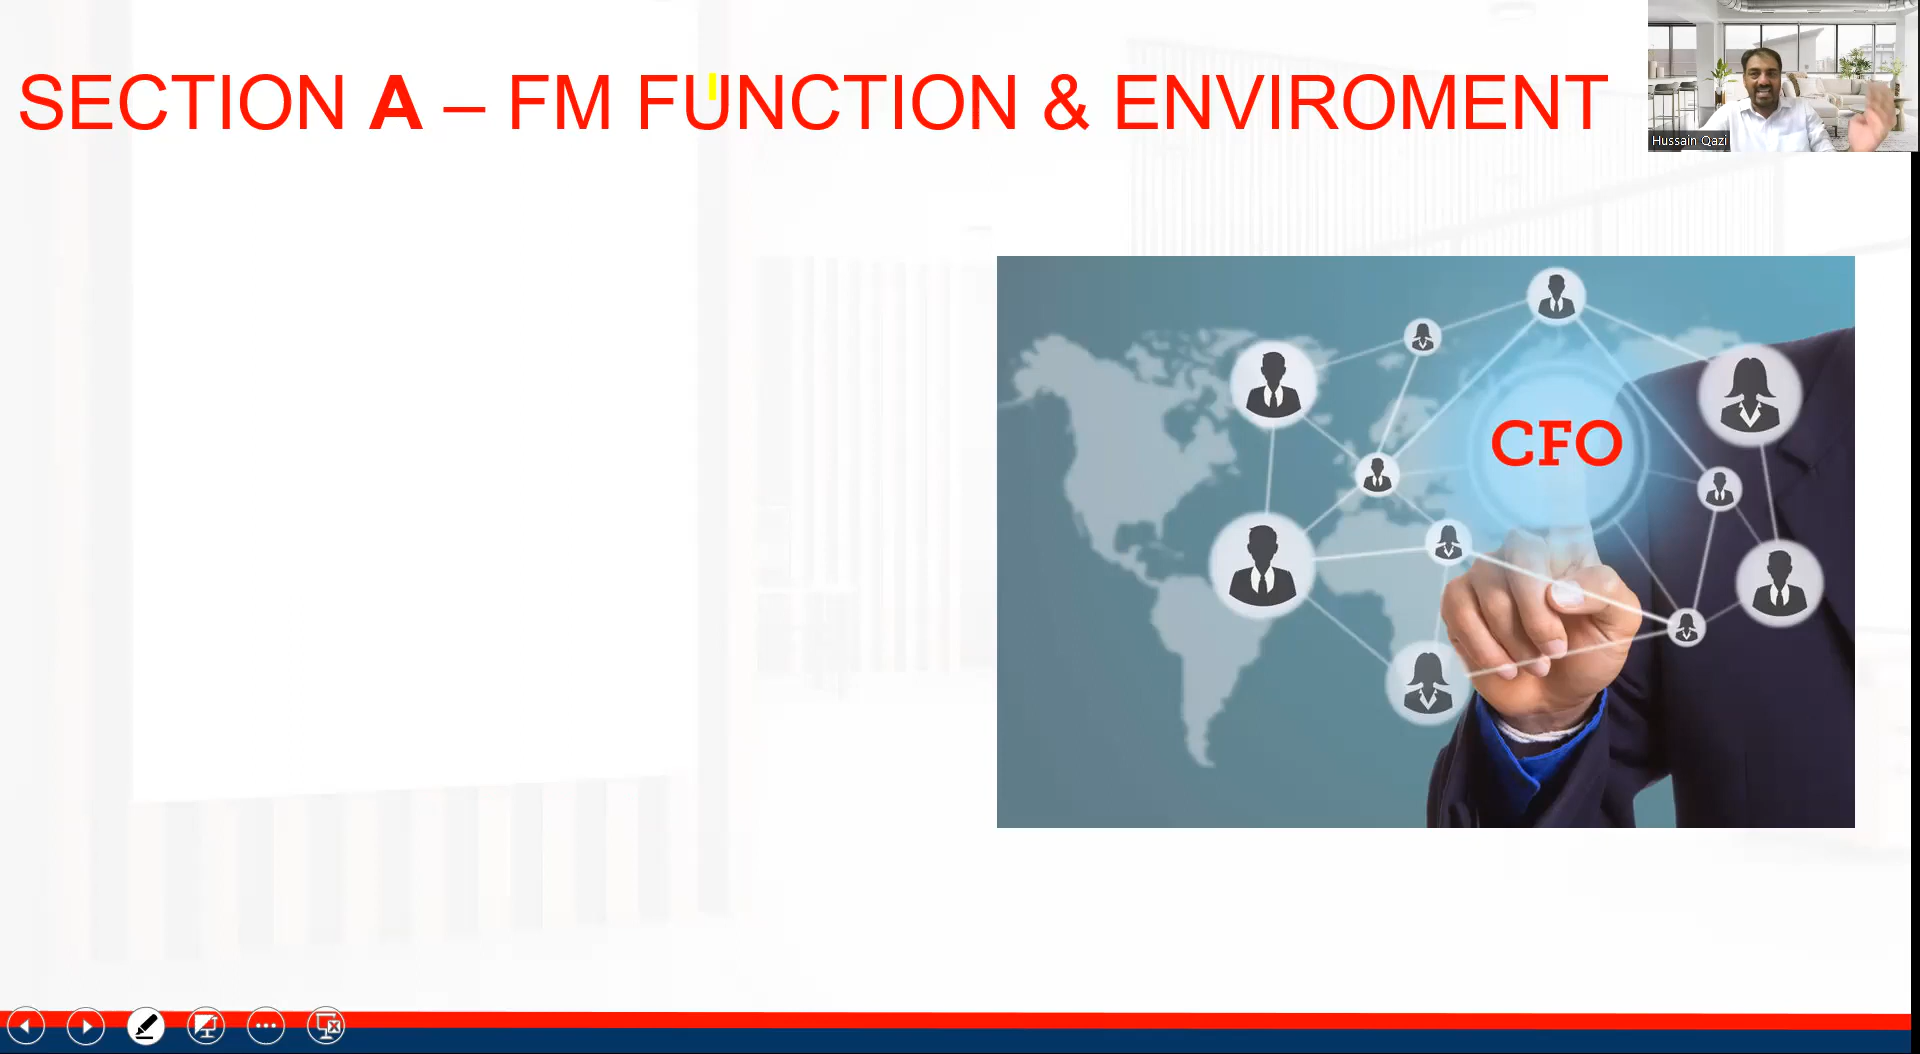 SECTION A – FM FUNCTION & ENVIROMENT
Hussain Qazi
CFO